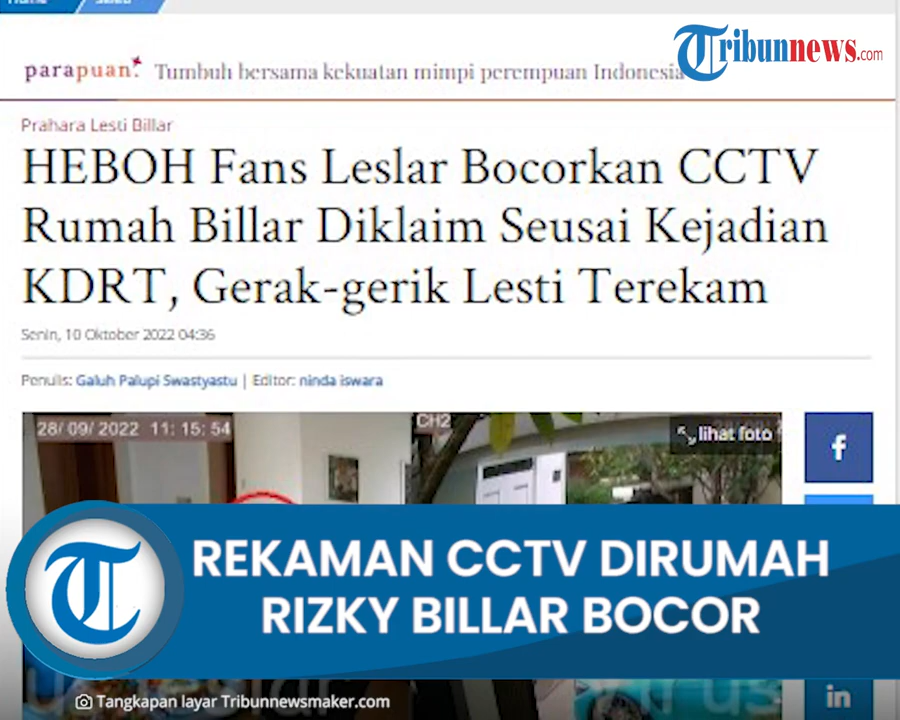 Home Seleb
Tribunnews.com
parapuan. Tumbuh bersama kekuatan mimpi perempuan Indonesia
Prahara Lesti Billar
HEBOH Fans Leslar Bocorkan CCTV
Rumah Billar Diklaim Seusai Kejadian
KDRT, Gerak-gerik Lesti Terekam
Senin, 10 Oktober 2022 04:36
Penulis: Galuh Palupi Swastyastu | Editor: ninda iswara
28/09/2022 11:15:54
CH2
lihat foto
f
T
REKAMAN CCTV DIRUMAH
RIZKY BILLAR BOCOR
Tangkapan layar Tribunnewsmaker.com
in